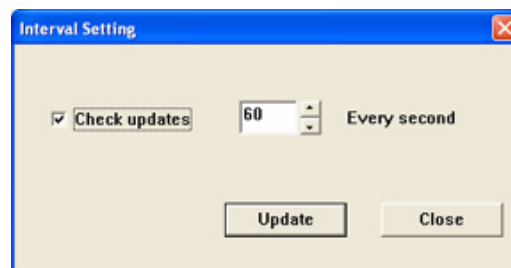 Interval Setting
Check updates 60 Every second
Update Close